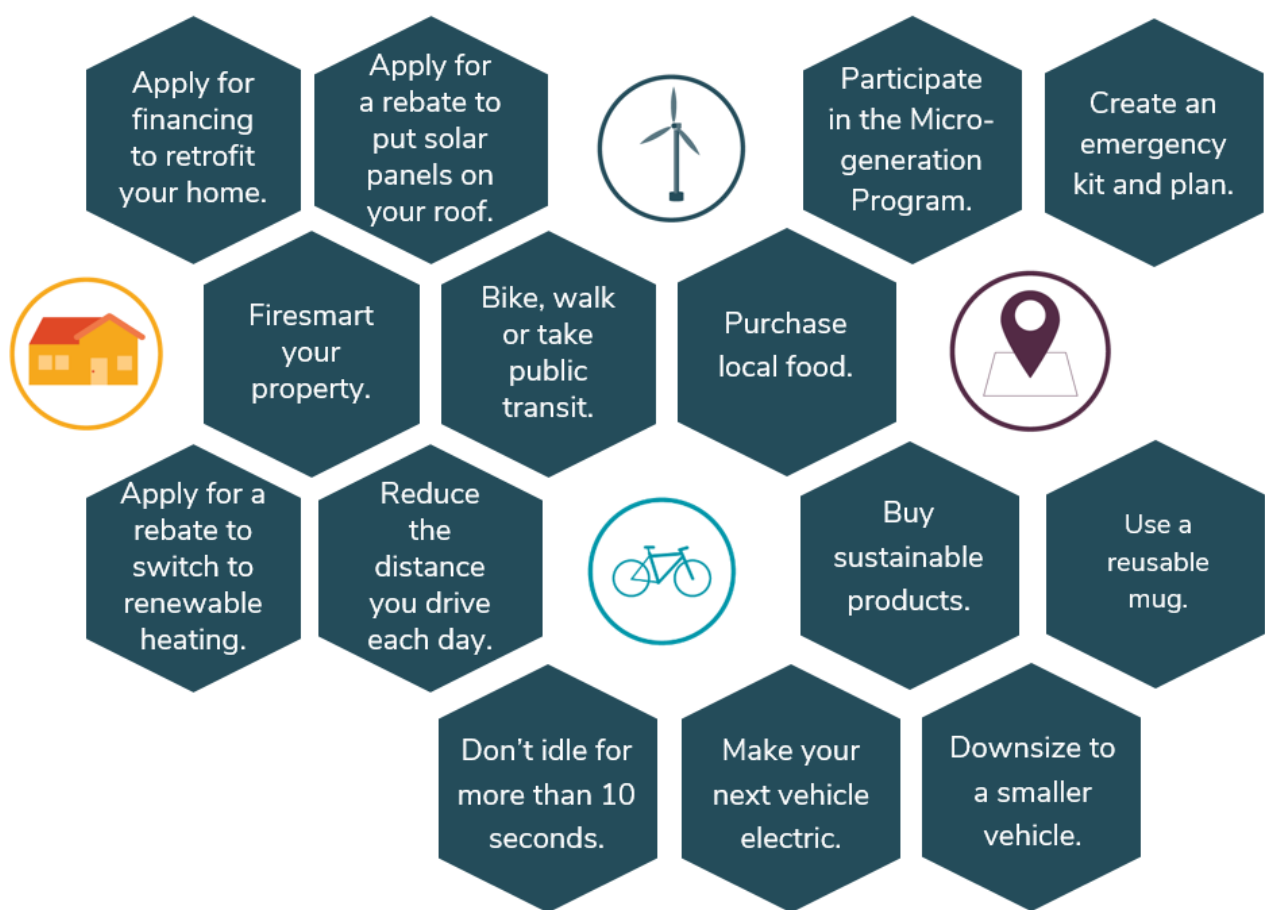 Apply for
financing
to retrofit
your home.
Apply for
a rebate to
put solar
panels on
your roof.
Participate
in the Micro-
generation
Program.
Create an
emergency
kit and plan.
Firesmart
your
property.
Bike, walk
or take
public
transit.
Purchase
local food.
Apply for a
rebate to
switch to
renewable
heating.
Reduce
the
distance
you drive
each day.
Buy
sustainable
products.
Use a
reusable
mug.
Don’t idle for
more than 10
seconds.
Make your
next vehicle
electric.
Downsize to
a smaller
vehicle.